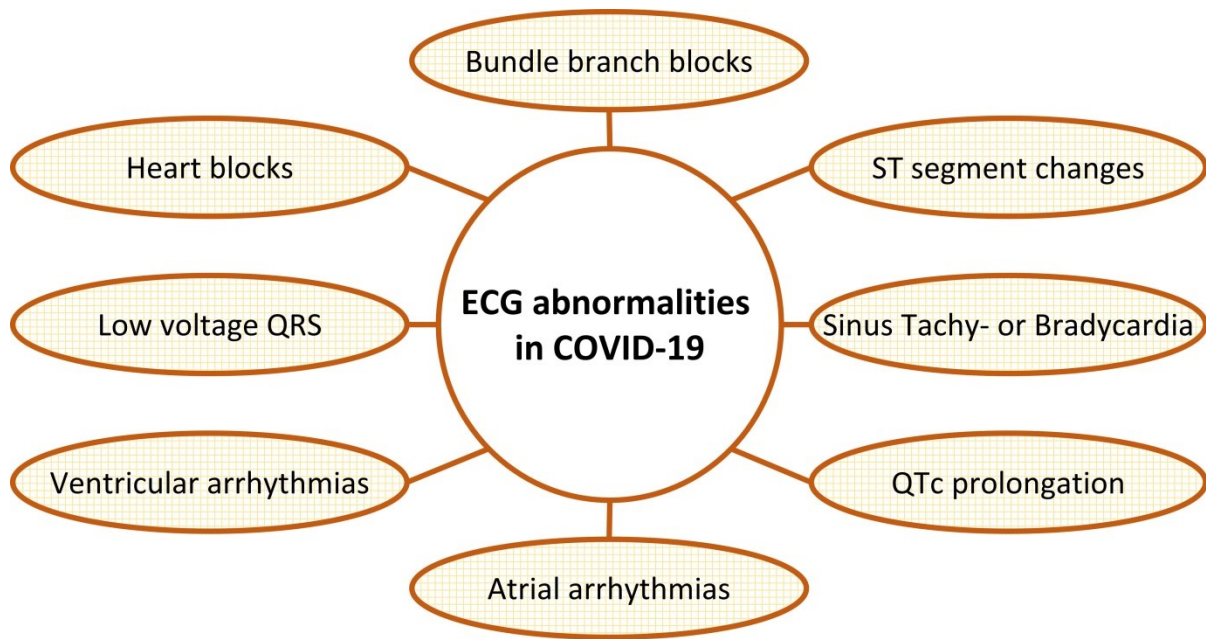 Bundle branch blocks
Heart blocks
ST segment changes
ECG abnormalities
in COVID-19
Low voltage QRS
Sinus Tachy- or Bradycardia
Ventricular arrhythmias
QTc prolongation
Atrial arrhythmias